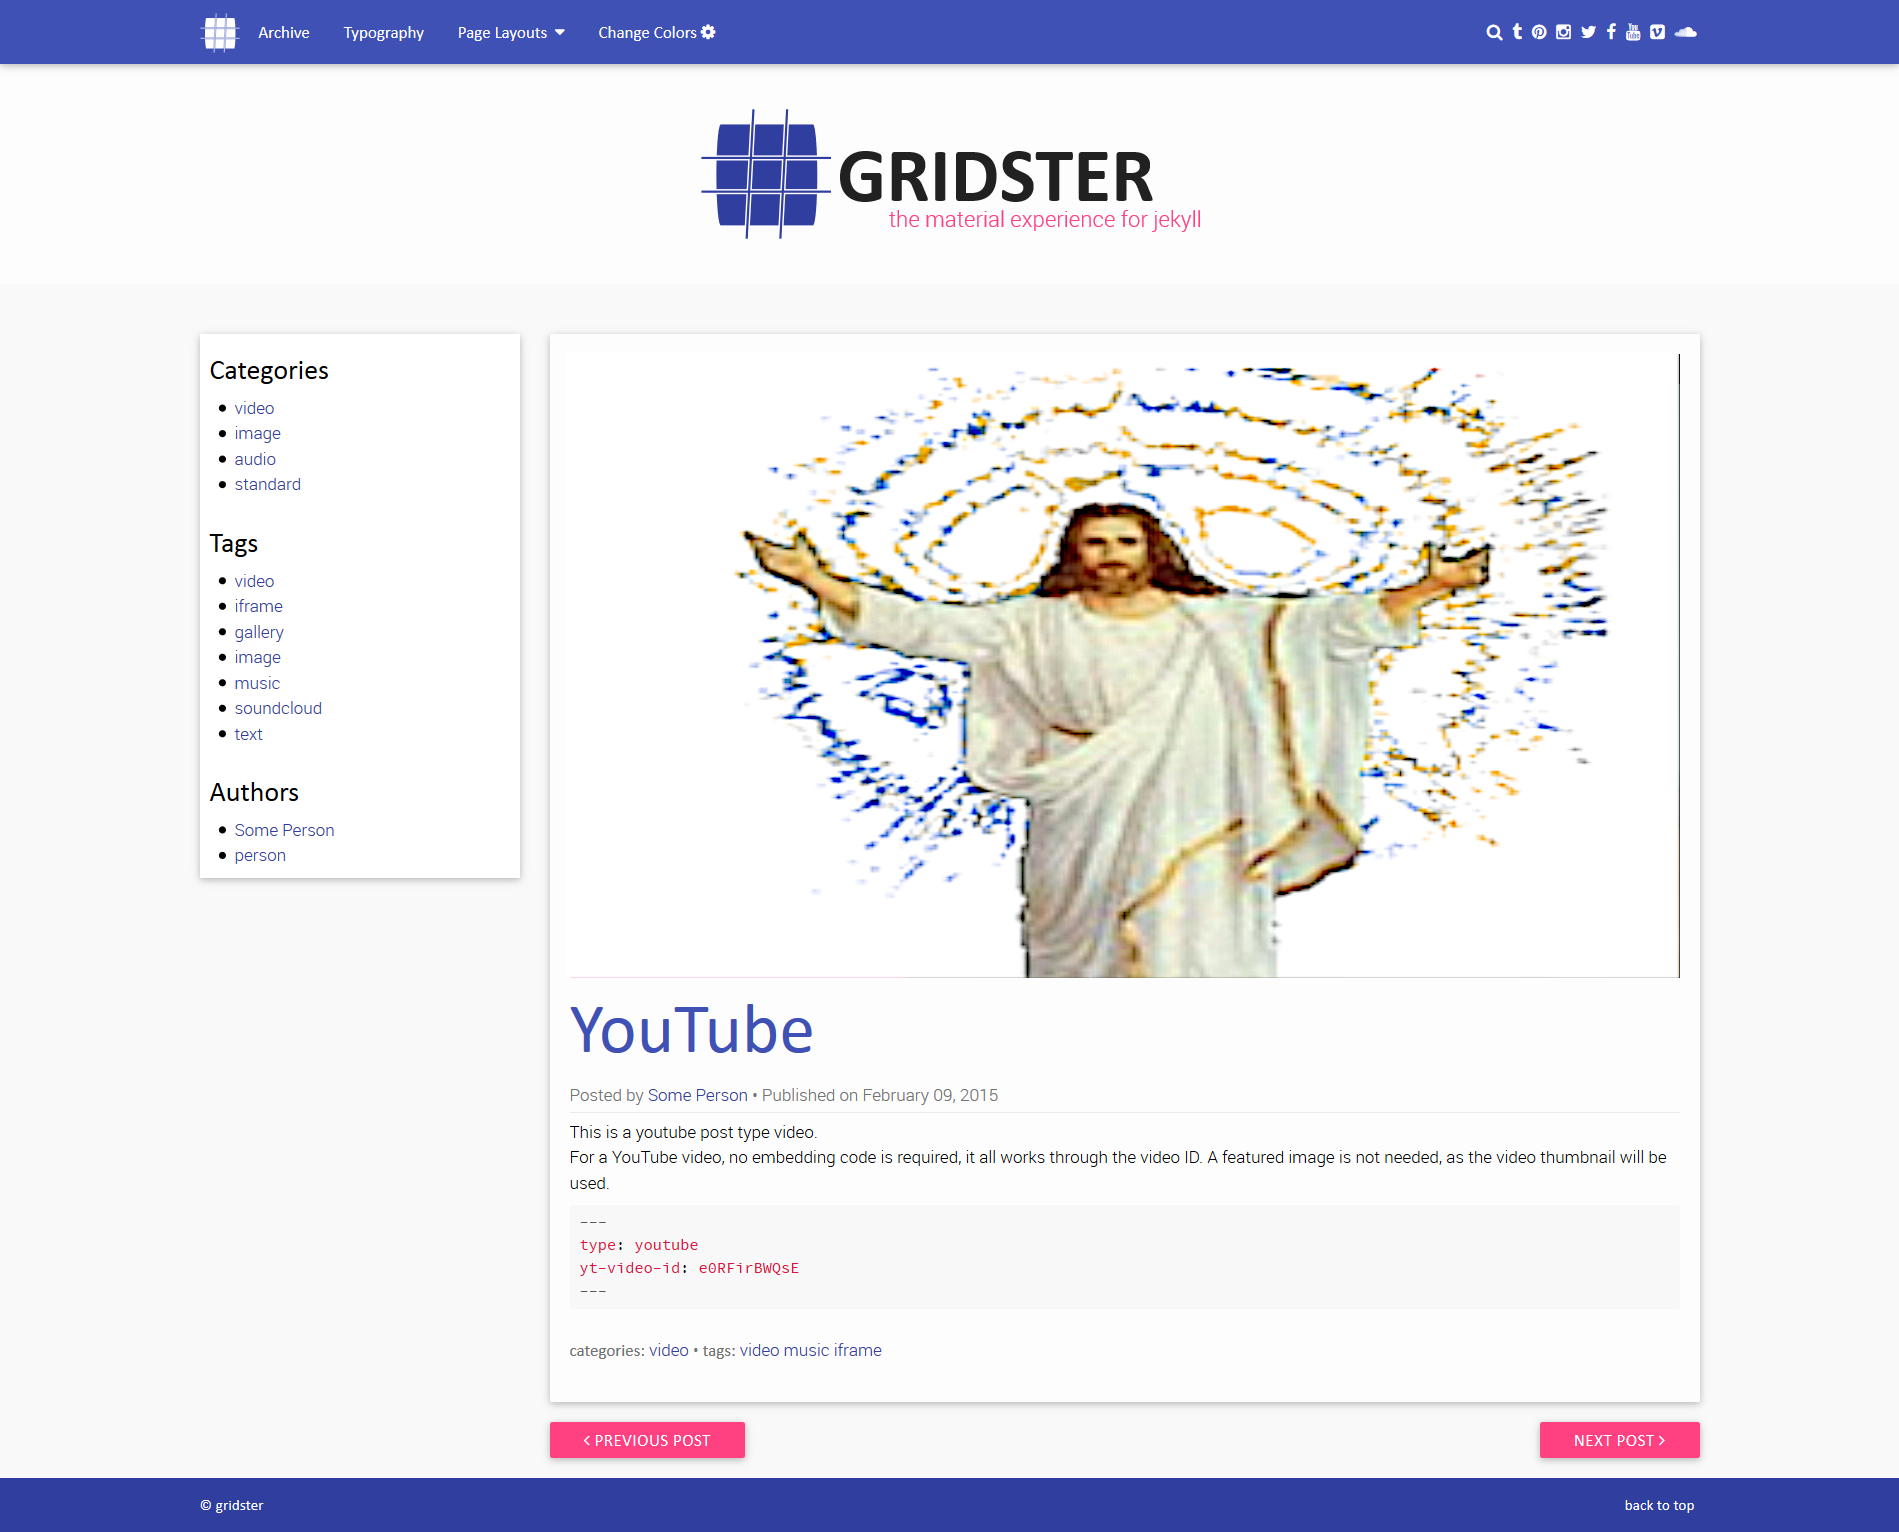 Archive Typography Page Layouts Change Colors
GRIDSTER
the material experience for jekyll
Categories
video
image
audio
standard
Tags
video
iframe
gallery
image
music
soundcloud
text
Authors
Some Person
person
YouTube
Posted by Some Person • Published on February 09, 2015
This is a youtube post type video.
For a YouTube video, no embedding code is required, it all works through the video ID. A featured image is not needed, as the video thumbnail will be
used.
---
type: youtube
yt-video-id: e0RFirBWQsE
---
categories: video • tags: video music iframe
< PREVIOUS POST
NEXT POST >
© gridster
back to top